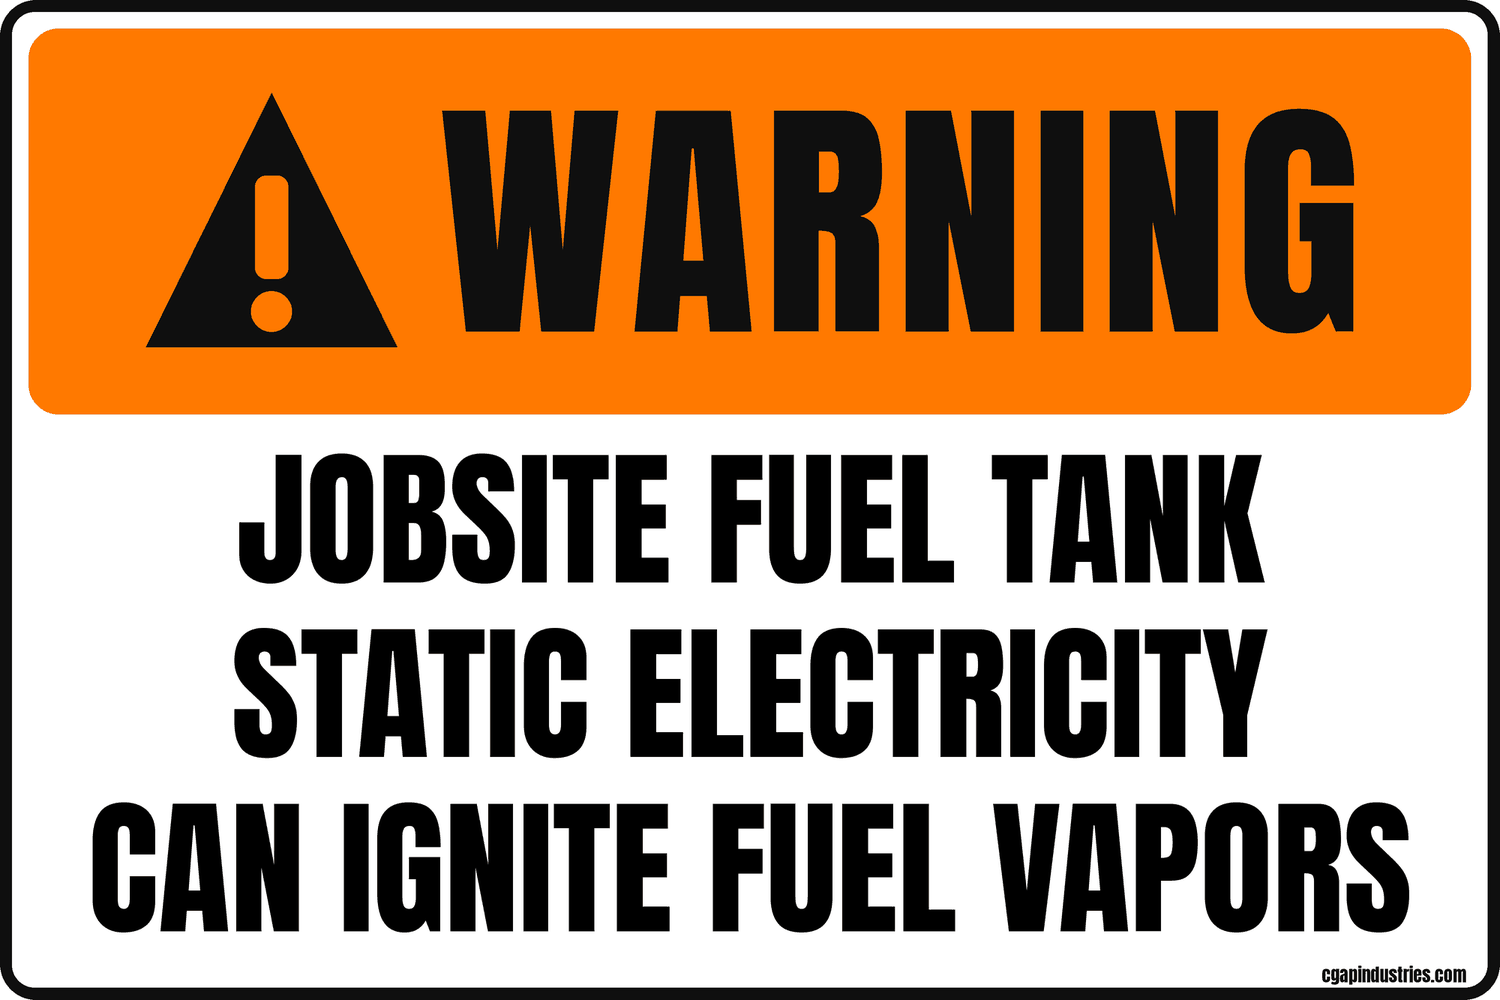 WARNING
JOBSITE FUEL TANK
STATIC ELECTRICITY
CAN IGNITE FUEL VAPORS
cgapindustries.com